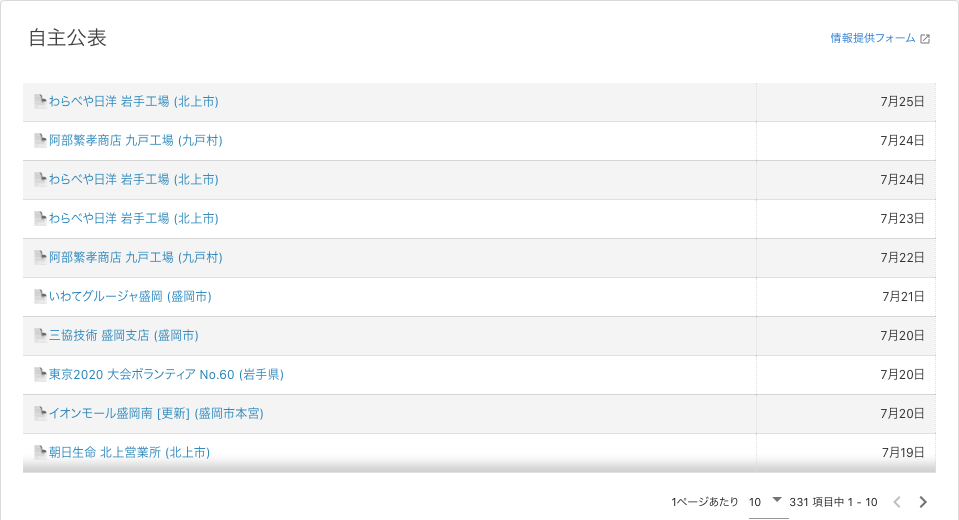 自主公表
情報提供フォーム
わらべや日洋 岩手工場 (北上市) 7月25日
阿部繁孝商店 九戸工場 (九戸村) 7月24日
わらべや日洋 岩手工場 (北上市) 7月24日
わらべや日洋 岩手工場 (北上市) 7月23日
阿部繁孝商店 九戸工場 (九戸村) 7月22日
いわてグルージャ盛岡 (盛岡市) 7月21日
三協技術 盛岡支店 (盛岡市) 7月20日
東京2020 大会ボランティア No.60 (岩手県) 7月20日
イオンモール盛岡南 [更新] (盛岡市本宮) 7月20日
朝日生命 北上営業所 (北上市) 7月19日
1ページあたり 10 331 項目中 1 - 10